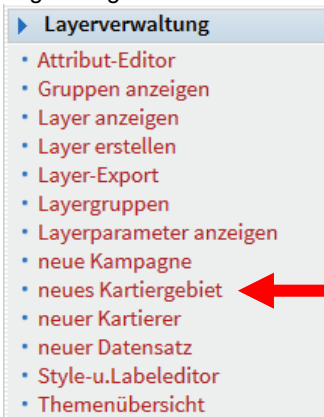 Layerverwaltung
Attribut-Editor
Gruppen anzeigen
Layer anzeigen
Layer erstellen
Layer-Export
Layergruppen
Layerparameter anzeigen
neue Kampagne
neues Kartiergebiet
neuer Kartierer
neuer Datensatz
Style-u.Labeleditor
Themenübersicht